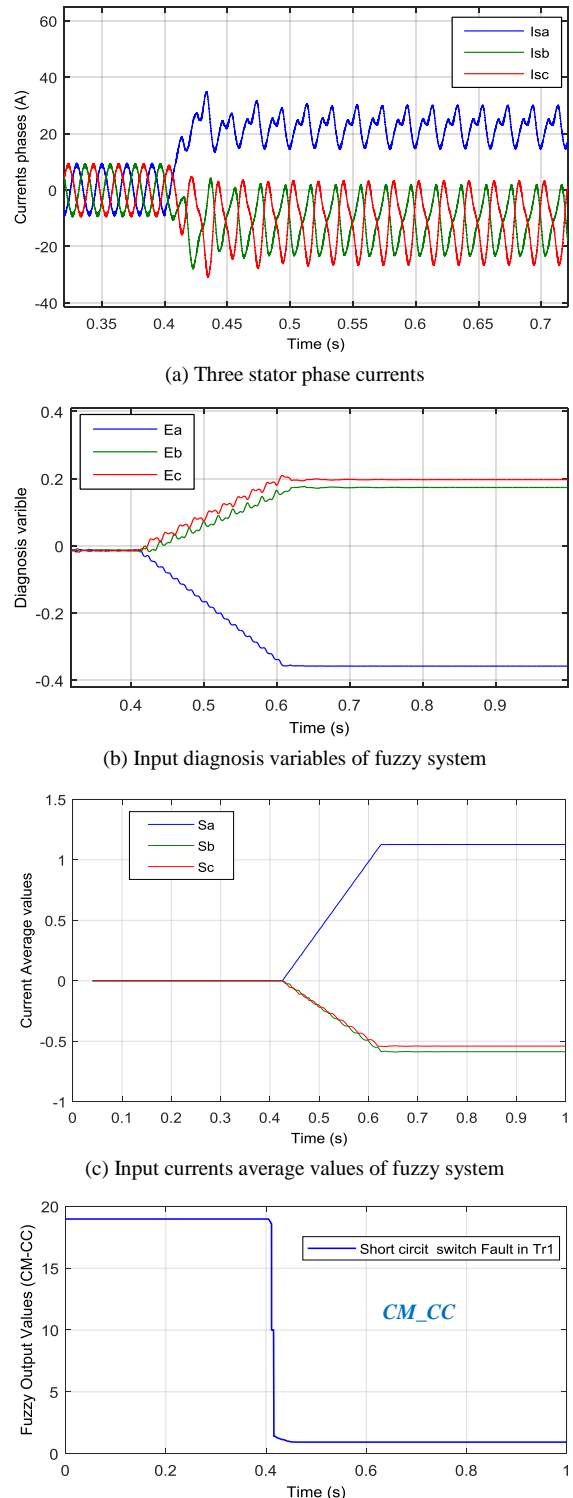 60
40
20
0
-20
-40
Currents phases (A)
Isa
Isb
Isc
0.35 0.4 0.45 0.5 0.55 0.6 0.65 0.7
Time (s)
(a) Three stator phase currents
0.4
0.2
0
-0.2
-0.4
Diagnosis varible
Ea
Eb
Ec
0.4 0.5 0.6 0.7 0.8 0.9
Time (s)
(b) Input diagnosis variables of fuzzy system
1.5
1
0.5
0
-0.5
-1
Current Average values
Sa
Sb
Sc
0 0.1 0.2 0.3 0.4 0.5 0.6 0.7 0.8 0.9 1
Time (s)
(c) Input currents average values of fuzzy system
20
15
10
5
0
Fuzzy Output Values (CM-CC)
Short circit switch Fault in Tr1
CM_CC
0 0.2 0.4 0.6 0.8 1
Time (s)